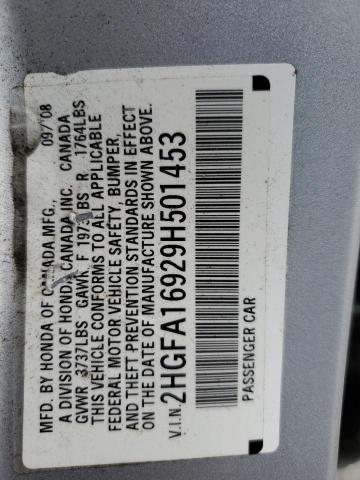 MFD. BY HONDA OF CANADA MFG., 09/08
A DIVISION OF HONDA CANADA INC. CANADA
GVWR 3737LBS GAWR F 1973LBS R 1764LBS
THIS VEHICLE CONFORMS TO ALL APPLICABLE
FEDERAL MOTOR VEHICLE SAFETY, BUMPER,
AND THEFT PREVENTION STANDARDS IN EFFECT
ON THE DATE OF MANUFACTURE SHOWN ABOVE.
V.I.N. 2HGFA16929H501453
PASSENGER CAR